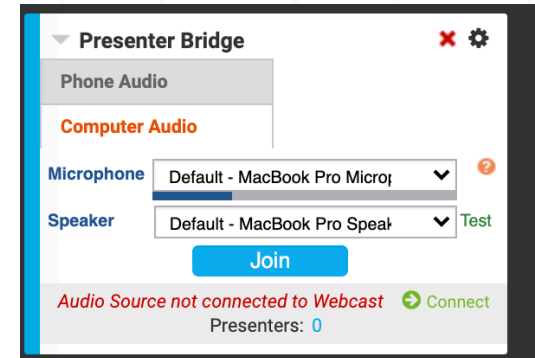 Presenter Bridge
Phone Audio
Computer Audio
Microphone Default - MacBook Pro Microp
Speaker Default - MacBook Pro Speak Test
Join
Audio Source not connected to Webcast Connect
Presenters: 0